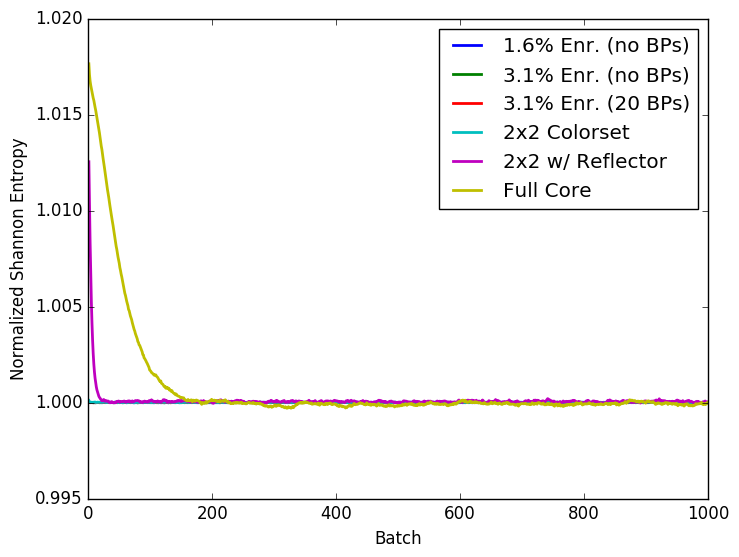 1.020
1.015
1.010
1.005
1.000
0.995
Normalized Shannon Entropy
1.6% Enr. (no BPs)
3.1% Enr. (no BPs)
3.1% Enr. (20 BPs)
2x2 Colorset
2x2 w/ Reflector
Full Core
0 200 400 600 800 1000
Batch